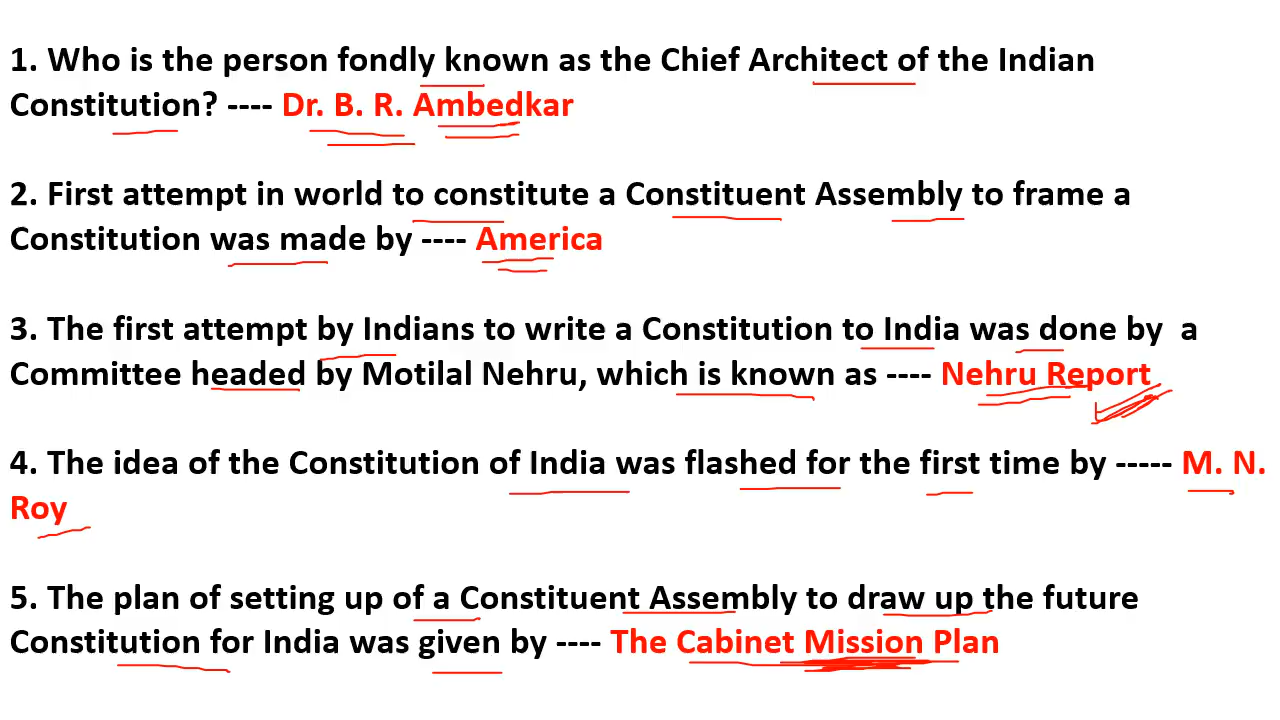 1. Who is the person fondly known as the Chief Architect of the Indian
Constitution? ---- Dr. B. R. Ambedkar
2. First attempt in world to constitute a Constituent Assembly to frame a
Constitution was made by ---- America
3. The first attempt by Indians to write a Constitution to India was done by  a
Committee headed by Motilal Nehru, which is known as ---- Nehru Report
4. The idea of the Constitution of India was flashed for the first time by ----- M. N.
Roy
5. The plan of setting up of a Constituent Assembly to draw up the future
Constitution for India was given by ---- The Cabinet Mission Plan